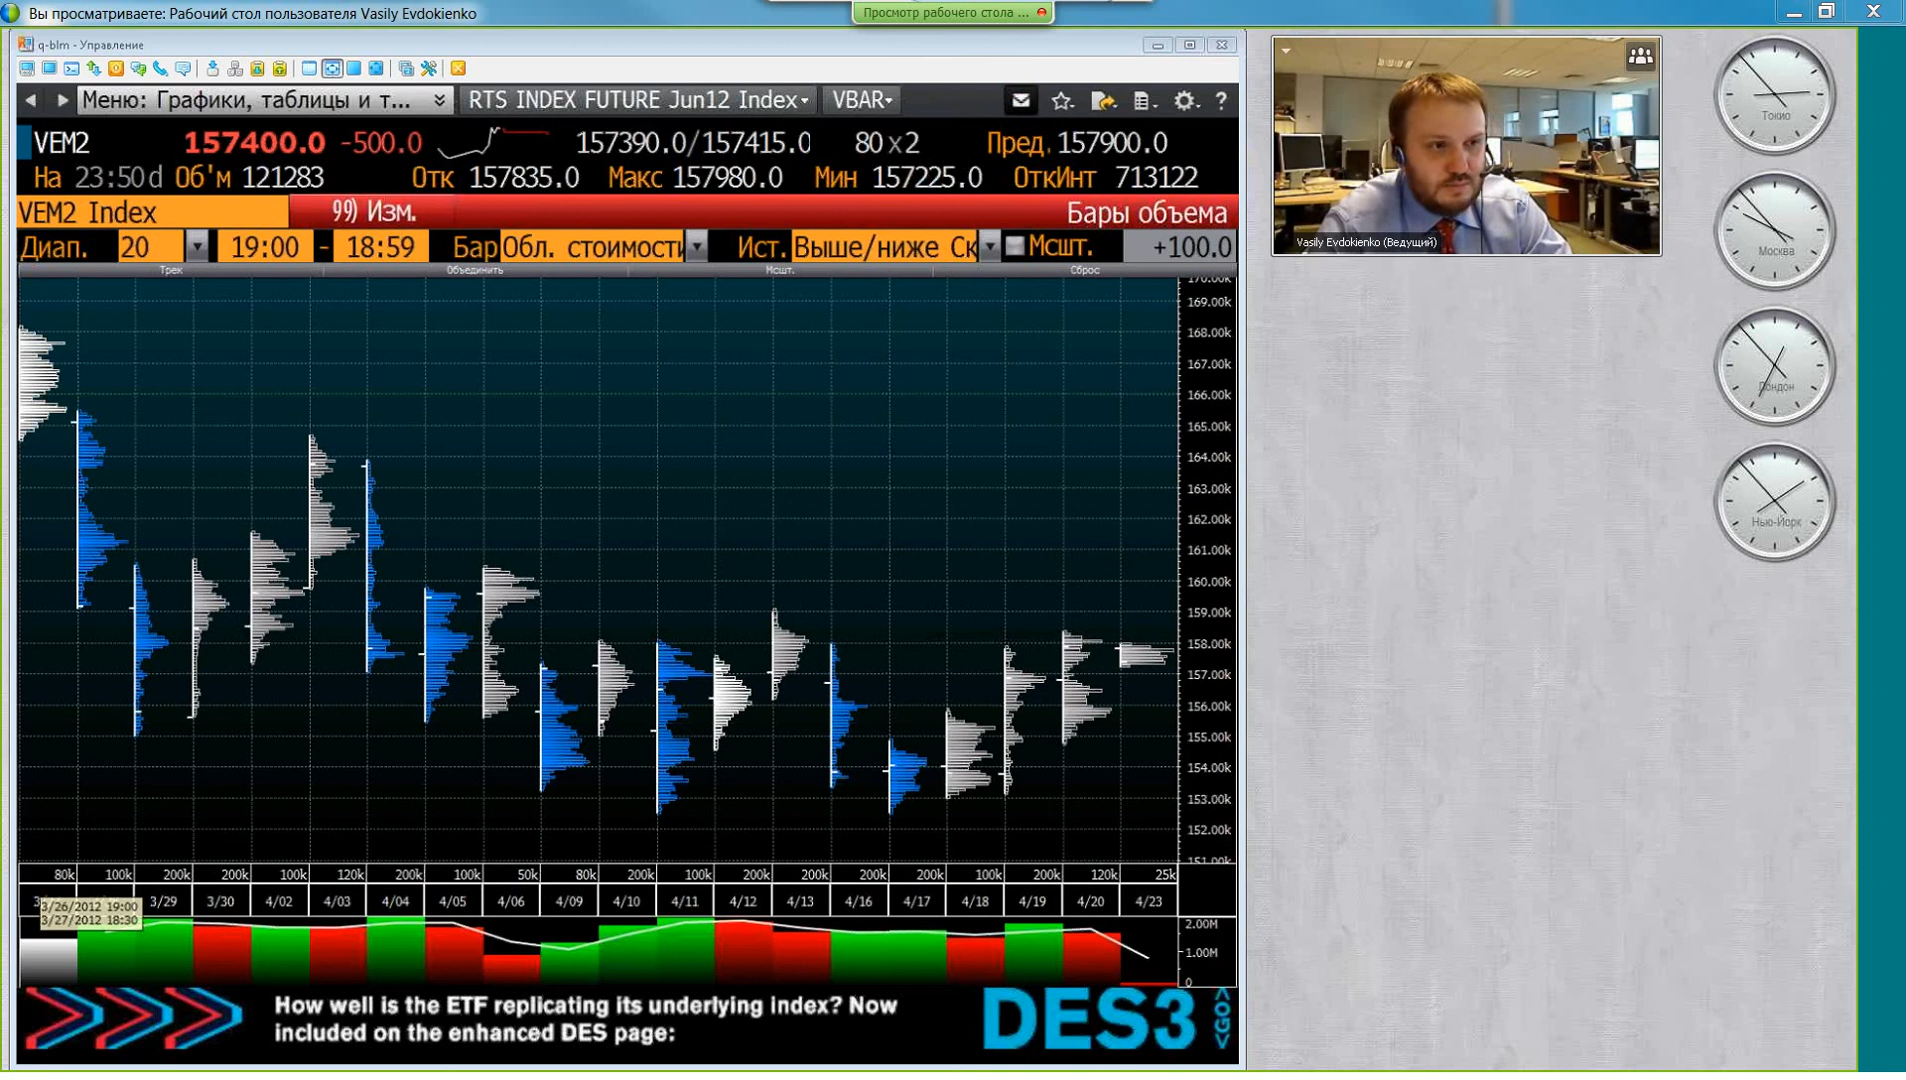 Вы просматриваете: Рабочий стол пользователя Vasily Evdokienko
Просмотр рабочего стола ...
q-blm - Управление
Меню: Графики, таблицы и т... RTS INDEX FUTURE Jun12 Index VBAR ?
VEM2 157400.0 -500.0 157390.0/157415.0 80x2 Пред. 157900.0
На 23:50d Об'м 121283 Отк 157835.0 Макс 157980.0 Мин 157225.0 ОткИнт 713122
VEM2 Index 99) Изм. Бары объема
Диап. 20 19:00 - 18:59 Бар Обл. стоимости Ист. Выше/ниже Ск Мсшт. +100.0
Трек Объединить Мсшт. Сброс
170.00k
169.00k
168.00k
167.00k
166.00k
165.00k
164.00k
163.00k
162.00k
161.00k
160.00k
159.00k
158.00k
157.00k
156.00k
155.00k
154.00k
153.00k
152.00k
151.00k
80k 100k 200k 200k 100k 120k 200k 100k 50k 80k 200k 100k 200k 200k 200k 100k 200k 200k 120k 25k
3/29 3/30 4/02 4/03 4/04 4/05 4/06 4/09 4/10 4/11 4/12 4/13 4/16 4/17 4/18 4/19 4/20 4/23
3/26/2012 19:00
3/27/2012 18:30
2.00M
1.00M
0
How well is the ETF replicating its underlying index? Now
included on the enhanced DES page:
DES3 <GO>
Vasily Evdokienko (Ведущий)
Токио
Москва
Лондон
Нью-Йорк